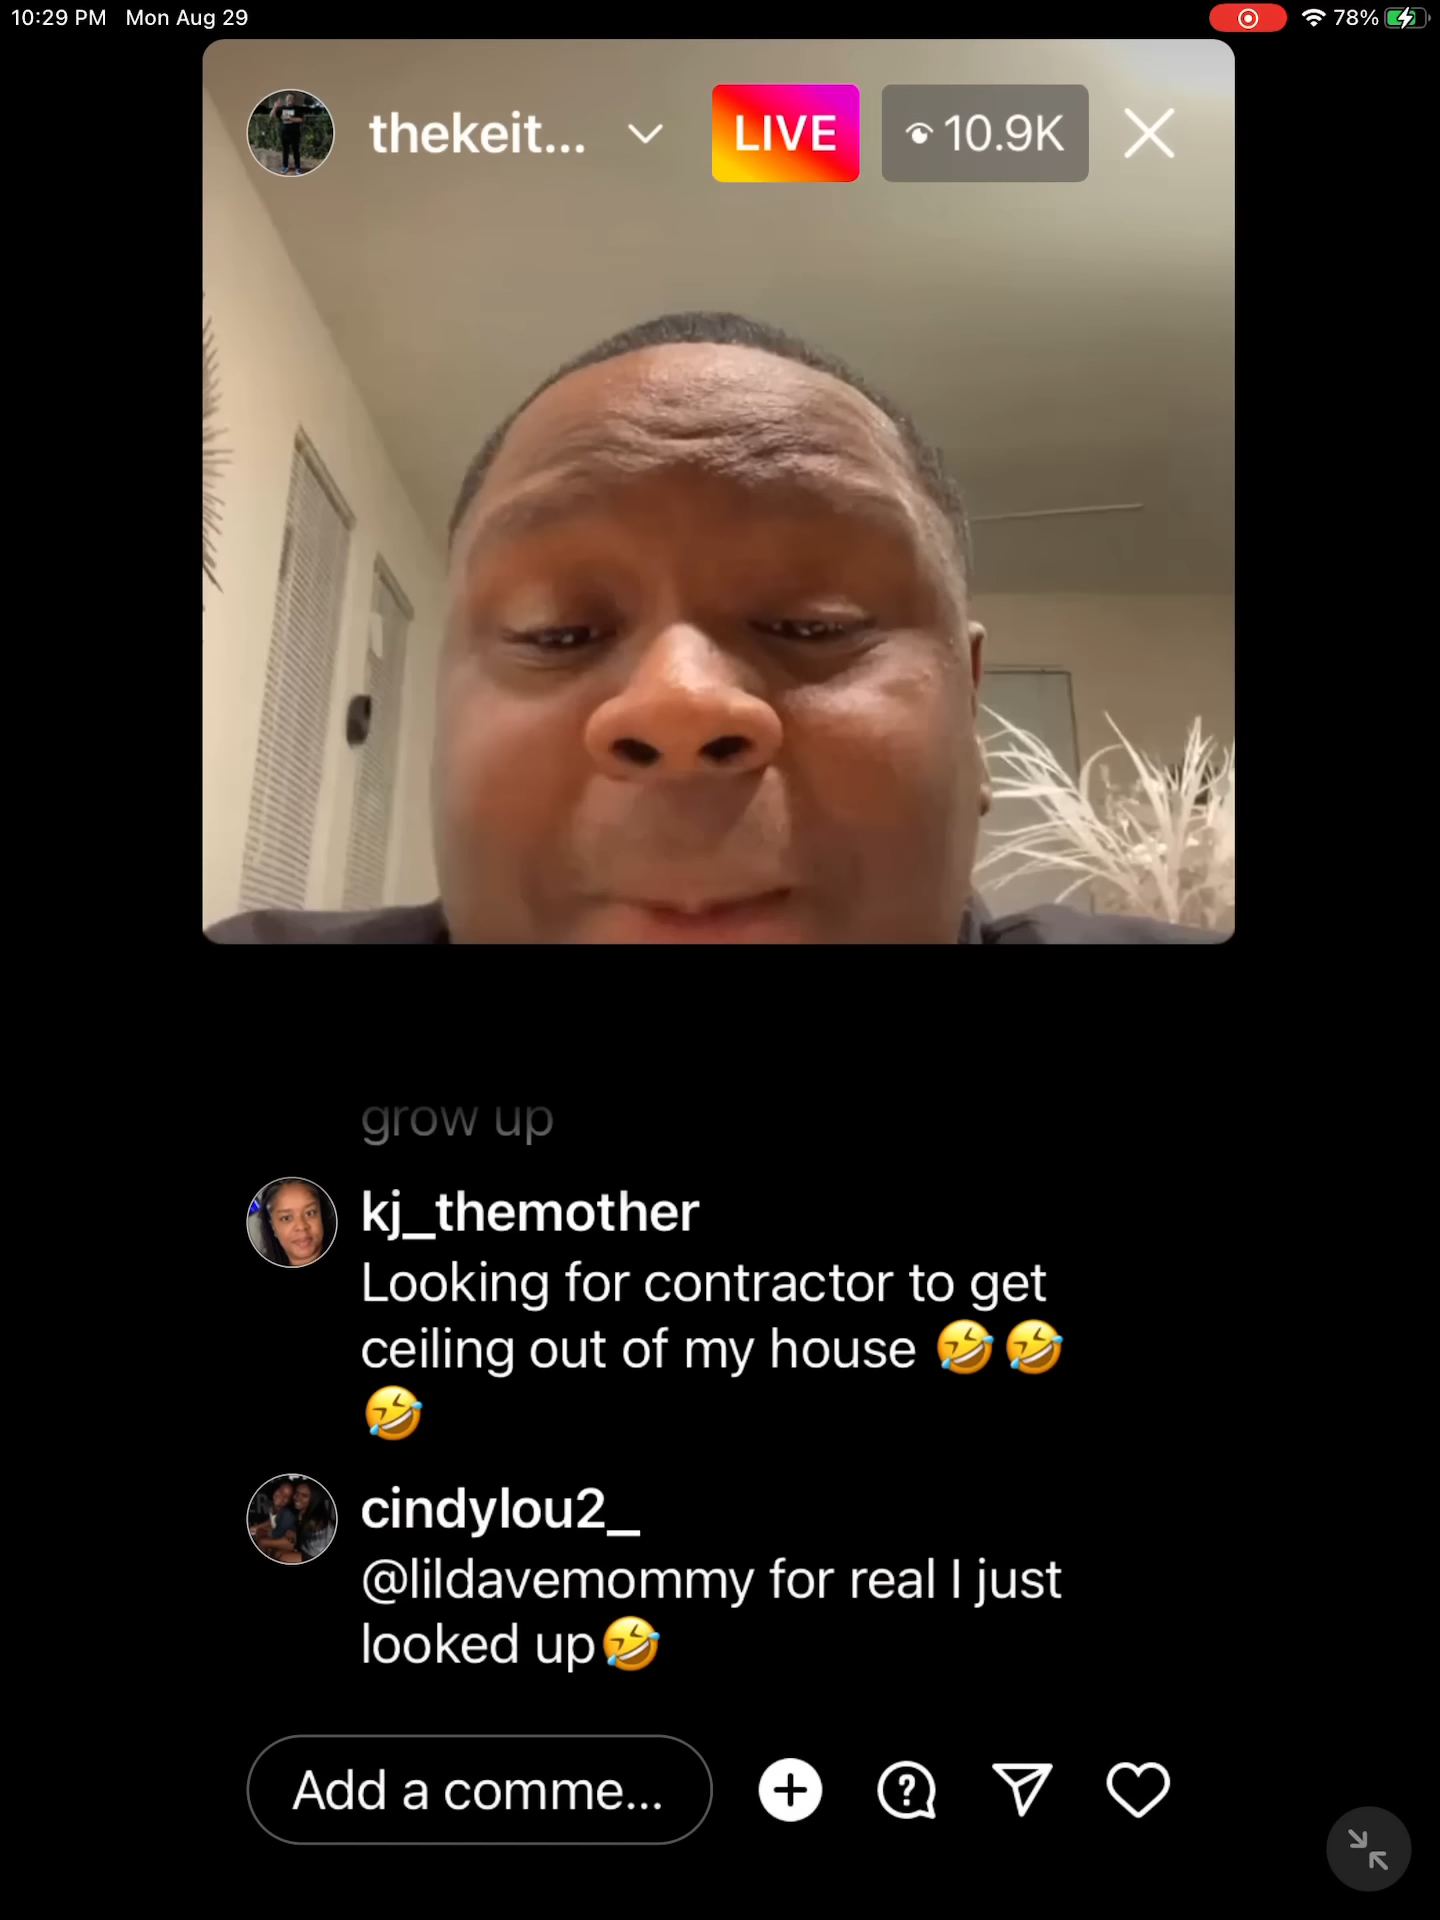 10:29 PM Mon Aug 29
78%
thekeit...
LIVE
10.9K
grow up
kj_themother
Looking for contractor to get
ceiling out of my house 🤣🤣
🤣
cindylou2_
@lildavemommy for real I just
looked up🤣
Add a comme...